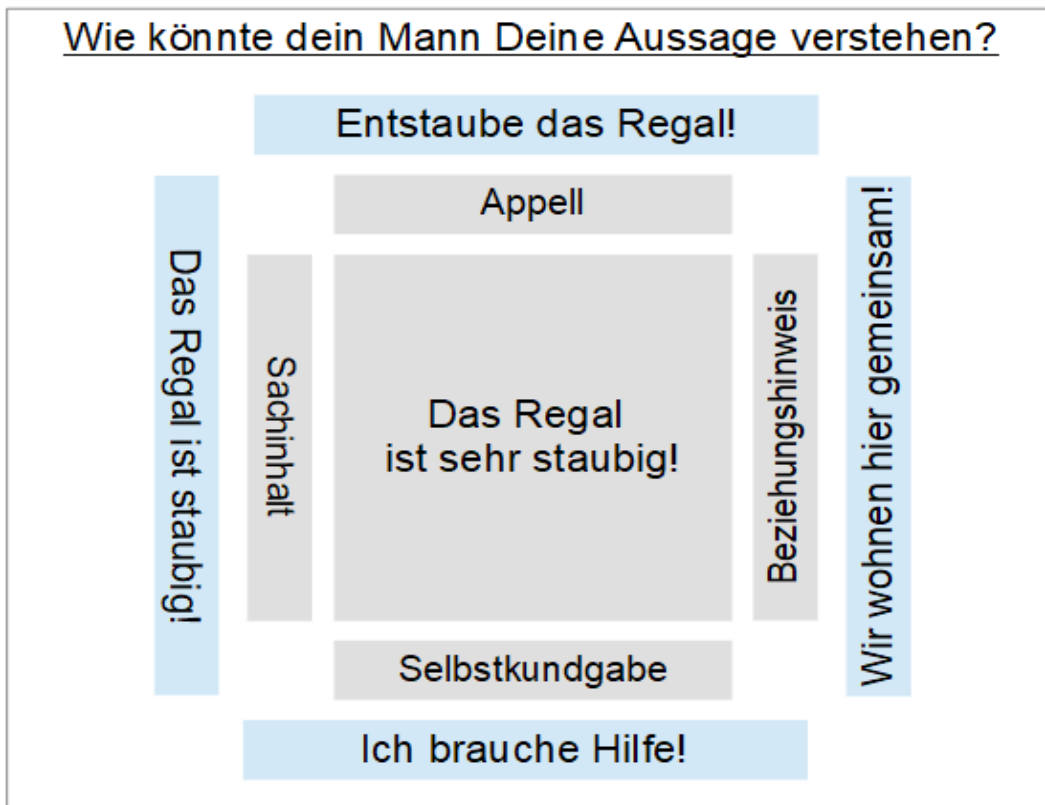 Wie könnte dein Mann Deine Aussage verstehen?
Entstaube das Regal!
Appell
Das Regal ist staubig!
Sachinhalt
Das Regal
ist sehr staubig!
Beziehungshinweis
Wir wohnen hier gemeinsam!
Selbstkundgabe
Ich brauche Hilfe!